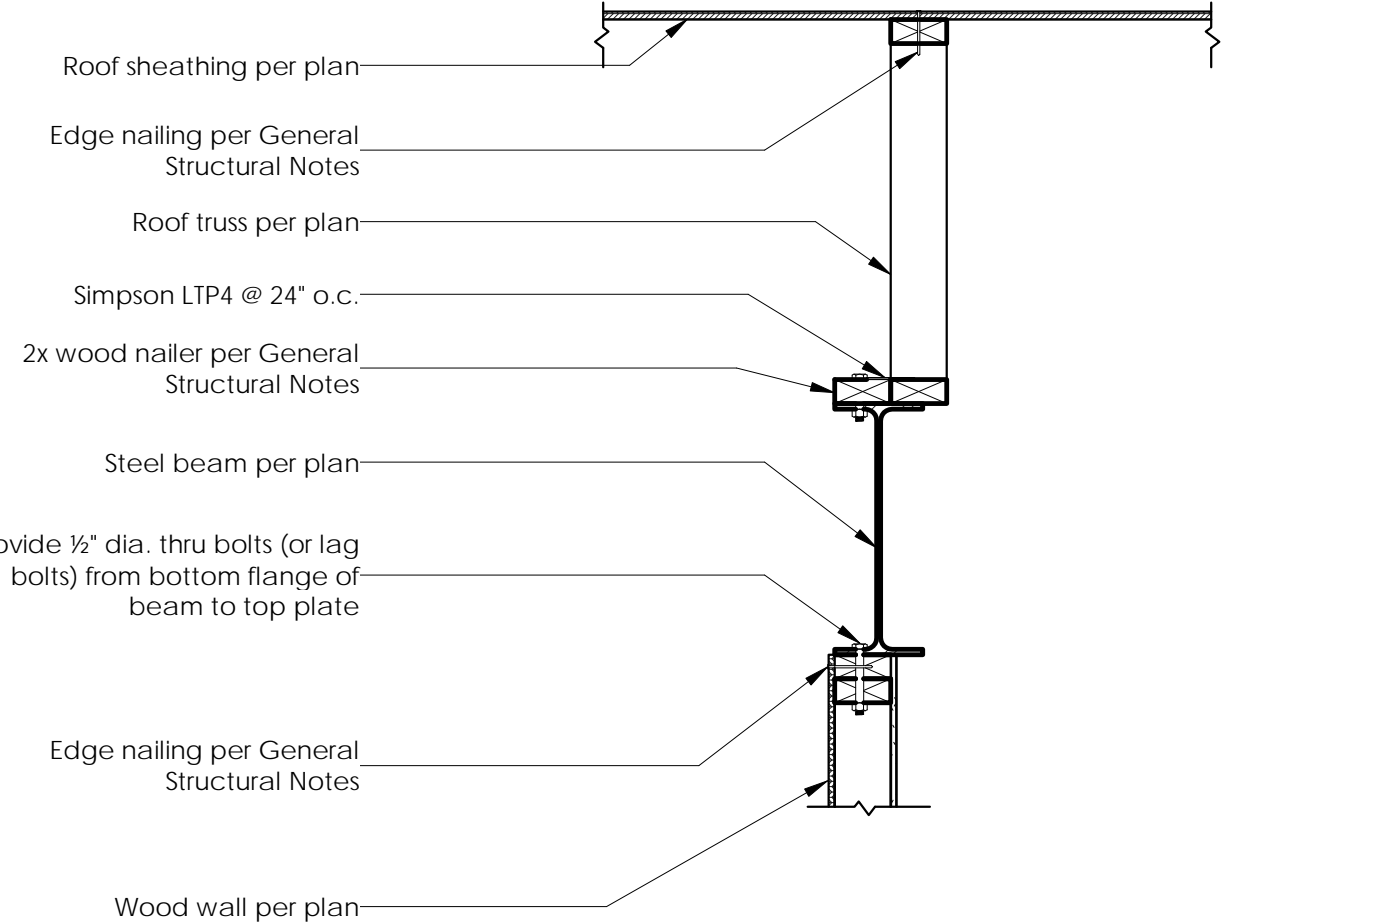 Roof sheathing per plan
Edge nailing per General
Structural Notes
Roof truss per plan
Simpson LTP4 @ 24" o.c.
2x wood nailer per General
Structural Notes
Steel beam per plan
½" dia. thru bolts (or lag
bolts) from bottom flange of
beam to top plate
Edge nailing per General
Structural Notes
Wood wall per plan